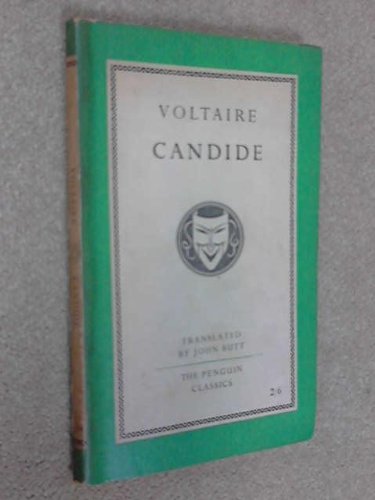 VOLTAIRE
CANDIDE
TRANSLATED
BY JOHN BUTT
THE PENGUIN
CLASSICS
2/6